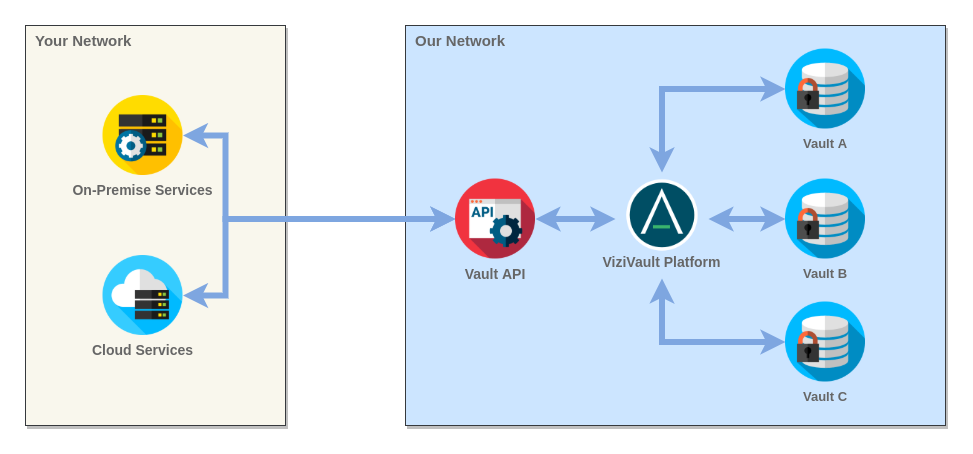 Your Network
On-Premise Services
Cloud Services
Our Network
API
Vault API
ViziVault Platform
Vault A
Vault B
Vault C